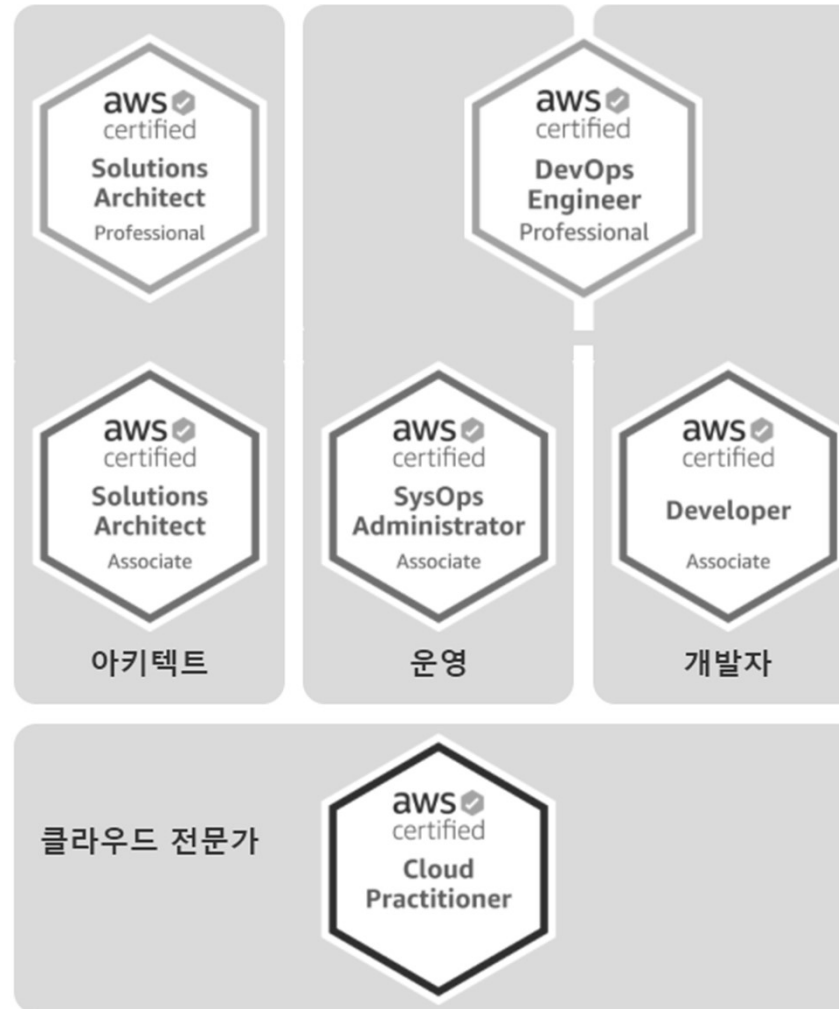 aws
certified
Solutions
Architect
Professional
aws
certified
DevOps
Engineer
Professional
aws
certified
Solutions
Architect
Associate
아키텍트
aws
certified
SysOps
Administrator
Associate
운영
aws
certified
Developer
Associate
개발자
클라우드 전문가
aws
certified
Cloud
Practitioner